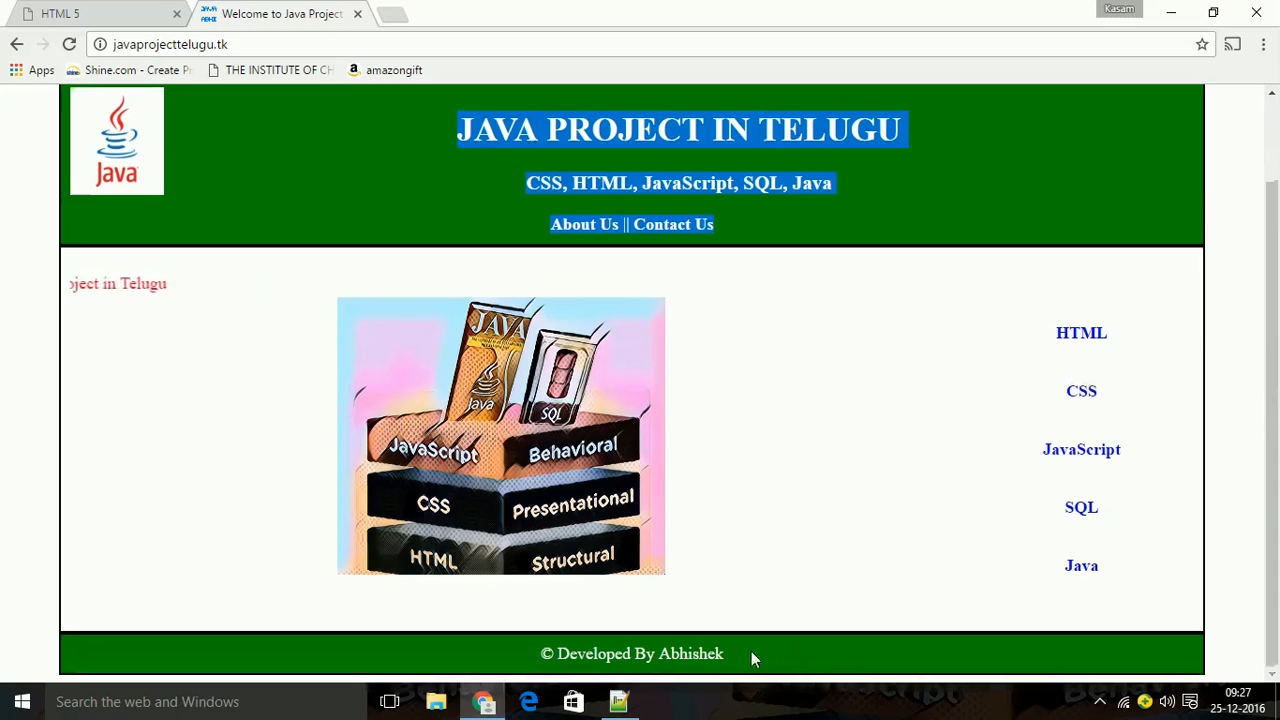 HTML 5
JAVA
ABHI
Welcome to Java Project
Kasam
javaprojecttelugu.tk
Apps
Shine.com - Create Pr
THE INSTITUTE OF CH
amazongift
Java
JAVA PROJECT IN TELUGU
CSS, HTML, JavaScript, SQL, Java
About Us || Contact Us
oject in Telugu
JAVA
Java
SQL
JavaScript
Behavioral
CSS
Presentational
HTML
Structural
HTML
CSS
JavaScript
SQL
Java
© Developed By Abhishek
Search the web and Windows
09:27
25-12-2016